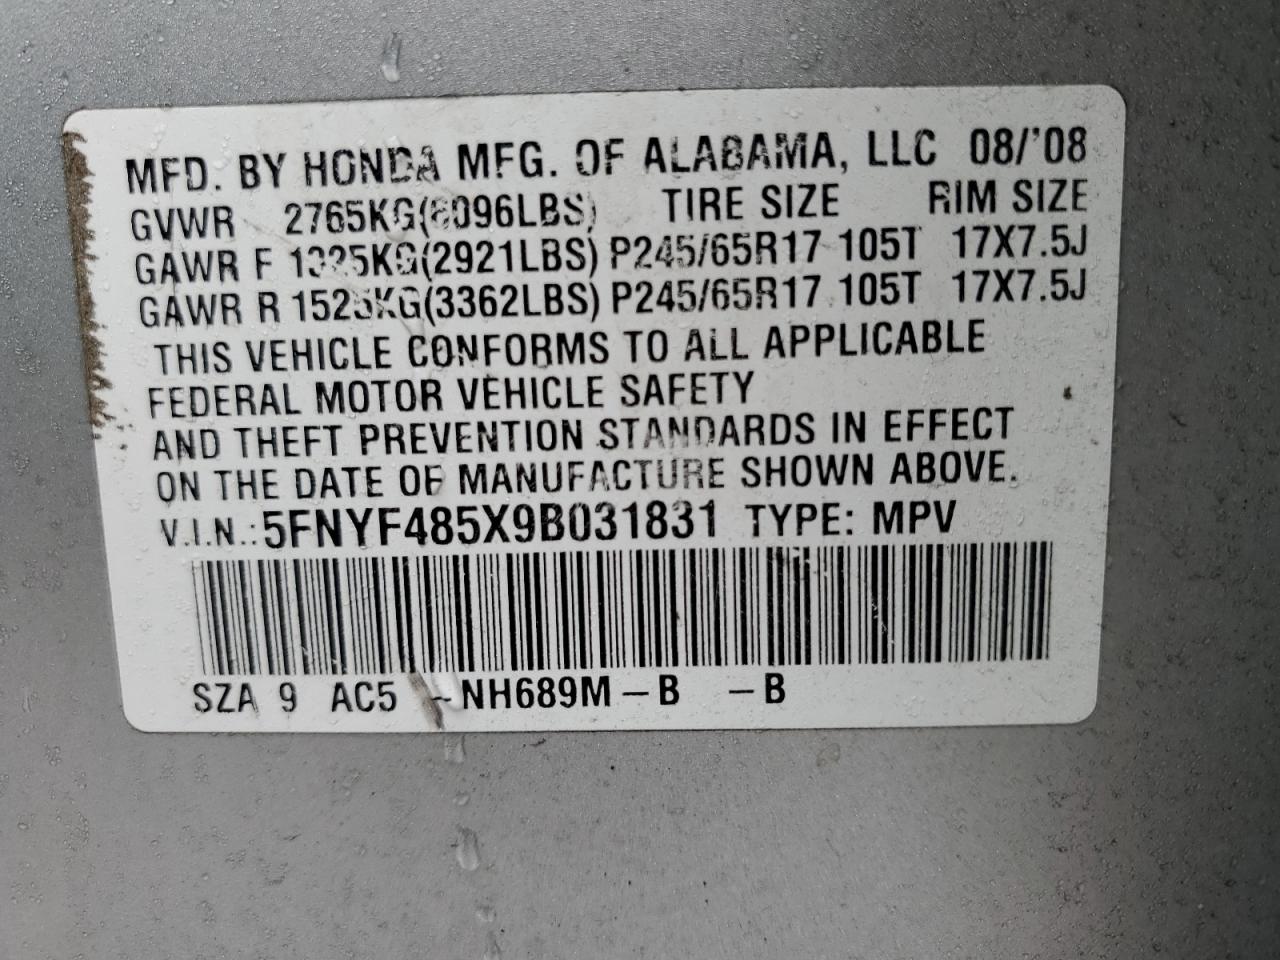 MFD. BY HONDA MFG. OF ALABAMA, LLC 08/'08
GVWR 2765KG(6096LBS) TIRE SIZE RIM SIZE
GAWR F 1325KG(2921LBS) P245/65R17 105T 17X7.5J
GAWR R 1525KG(3362LBS) P245/65R17 105T 17X7.5J
THIS VEHICLE CONFORMS TO ALL APPLICABLE
FEDERAL MOTOR VEHICLE SAFETY
AND THEFT PREVENTION STANDARDS IN EFFECT
ON THE DATE OF MANUFACTURE SHOWN ABOVE.
V.I.N.:5FNYF485X9B031831 TYPE: MPV
SZA 9 AC5 -NH689M-B -B